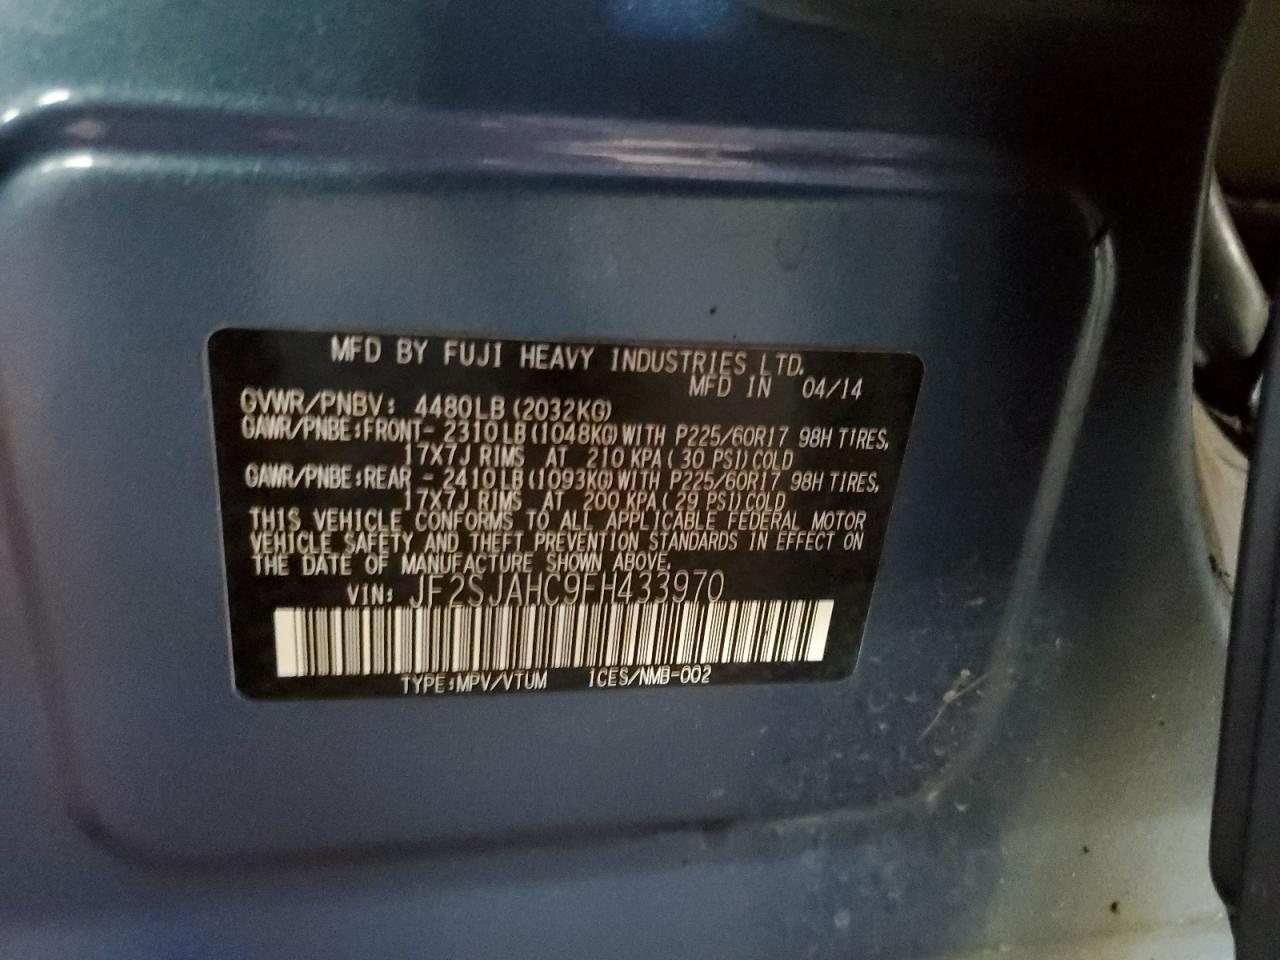 MFD BY FUJI HEAVY INDUSTRIES LTD.
MFD IN 04/14
GVWR/PNBV: 4480LB (2032KG)
GAWR/PNBE:FRONT- 2310LB(1048KG)WITH P225/60R17 98H TIRES,
17X7J RIMS AT 210 KPA(30 PSI)COLD
GAWR/PNBE:REAR - 2410LB(1093KG)WITH P225/60R17 98H TIRES,
17X7J RIMS AT 200 KPA(29 PSI)COLD
THIS VEHICLE CONFORMS TO ALL APPLICABLE FEDERAL MOTOR
VEHICLE SAFETY AND THEFT PREVENTION STANDARDS IN EFFECT ON
THE DATE OF MANUFACTURE SHOWN ABOVE.
VIN: JF2SJAHC9FH433970
TYPE:MPV/VTUM ICES/NMB-002